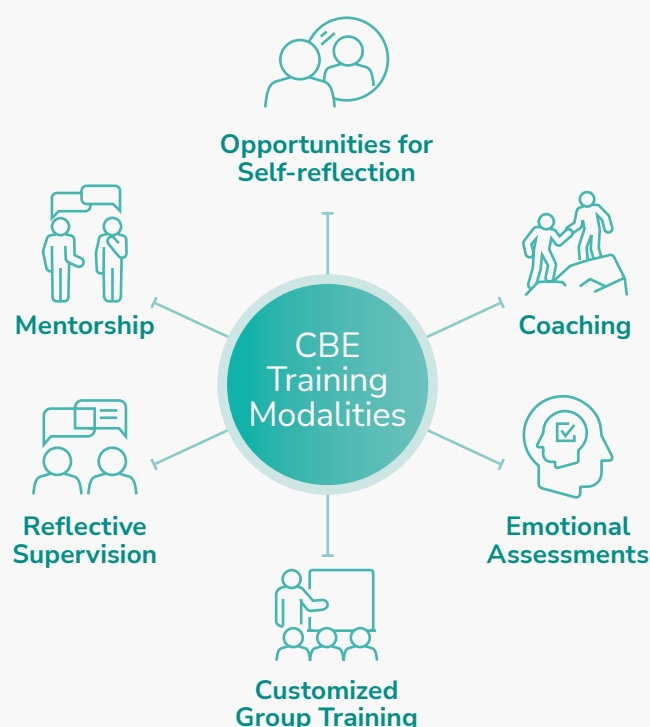 Opportunities for
Self-reflection
Mentorship
Coaching
CBE
Training
Modalities
Reflective
Supervision
Emotional
Assessments
Customized
Group Training